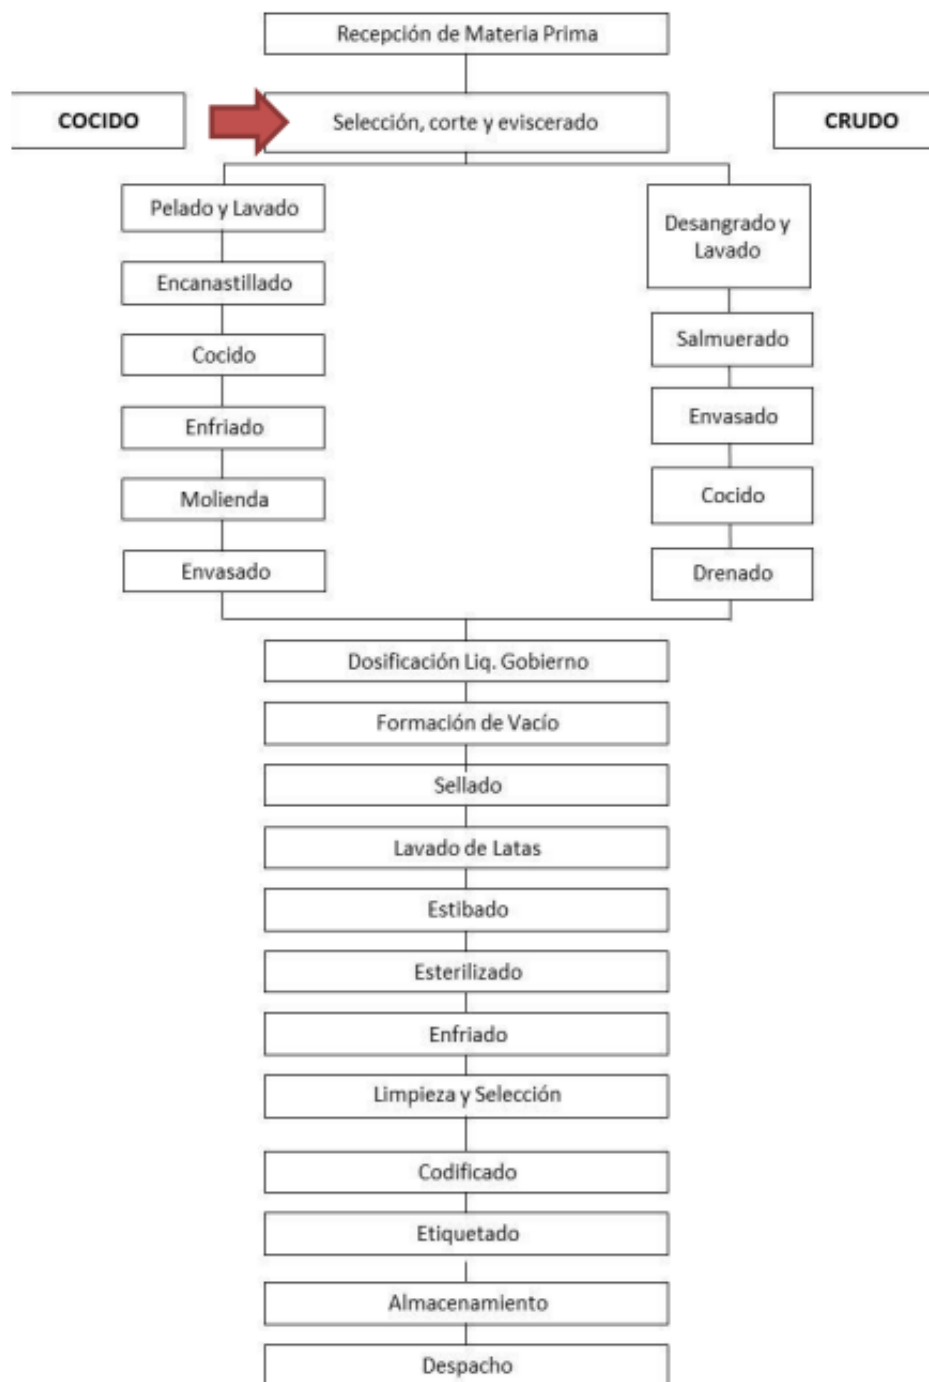 Recepción de Materia Prima
COCIDO
Selección, corte y eviscerado
CRUDO
Pelado y Lavado
Encanastillado
Cocido
Enfriado
Molienda
Envasado
Desangrado y
Lavado
Salmuerado
Envasado
Cocido
Drenado
Dosificación Liq. Gobierno
Formación de Vacío
Sellado
Lavado de Latas
Estibado
Esterilizado
Enfriado
Limpieza y Selección
Codificado
Etiquetado
Almacenamiento
Despacho